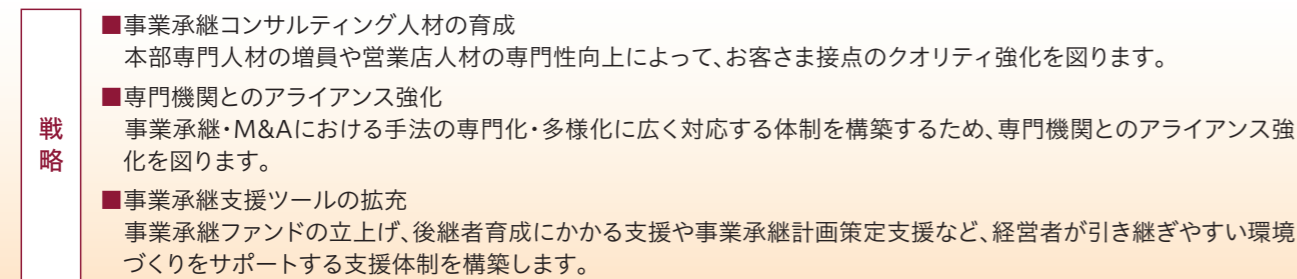 戦略
■事業承継コンサルティング人材の育成
本部専門人材の増員や営業店人材の専門性向上によって、お客さま接点のクオリティ強化を図ります。
■専門機関とのアライアンス強化
事業承継・M&Aにおける手法の専門化・多様化に広く対応する体制を構築するため、専門機関とのアライアンス強
化を図ります。
■事業承継支援ツールの拡充
事業承継ファンドの立上げ、後継者育成にかかる支援や事業承継計画策定支援など、経営者が引き継ぎやすい環境
づくりをサポートする支援体制を構築します。